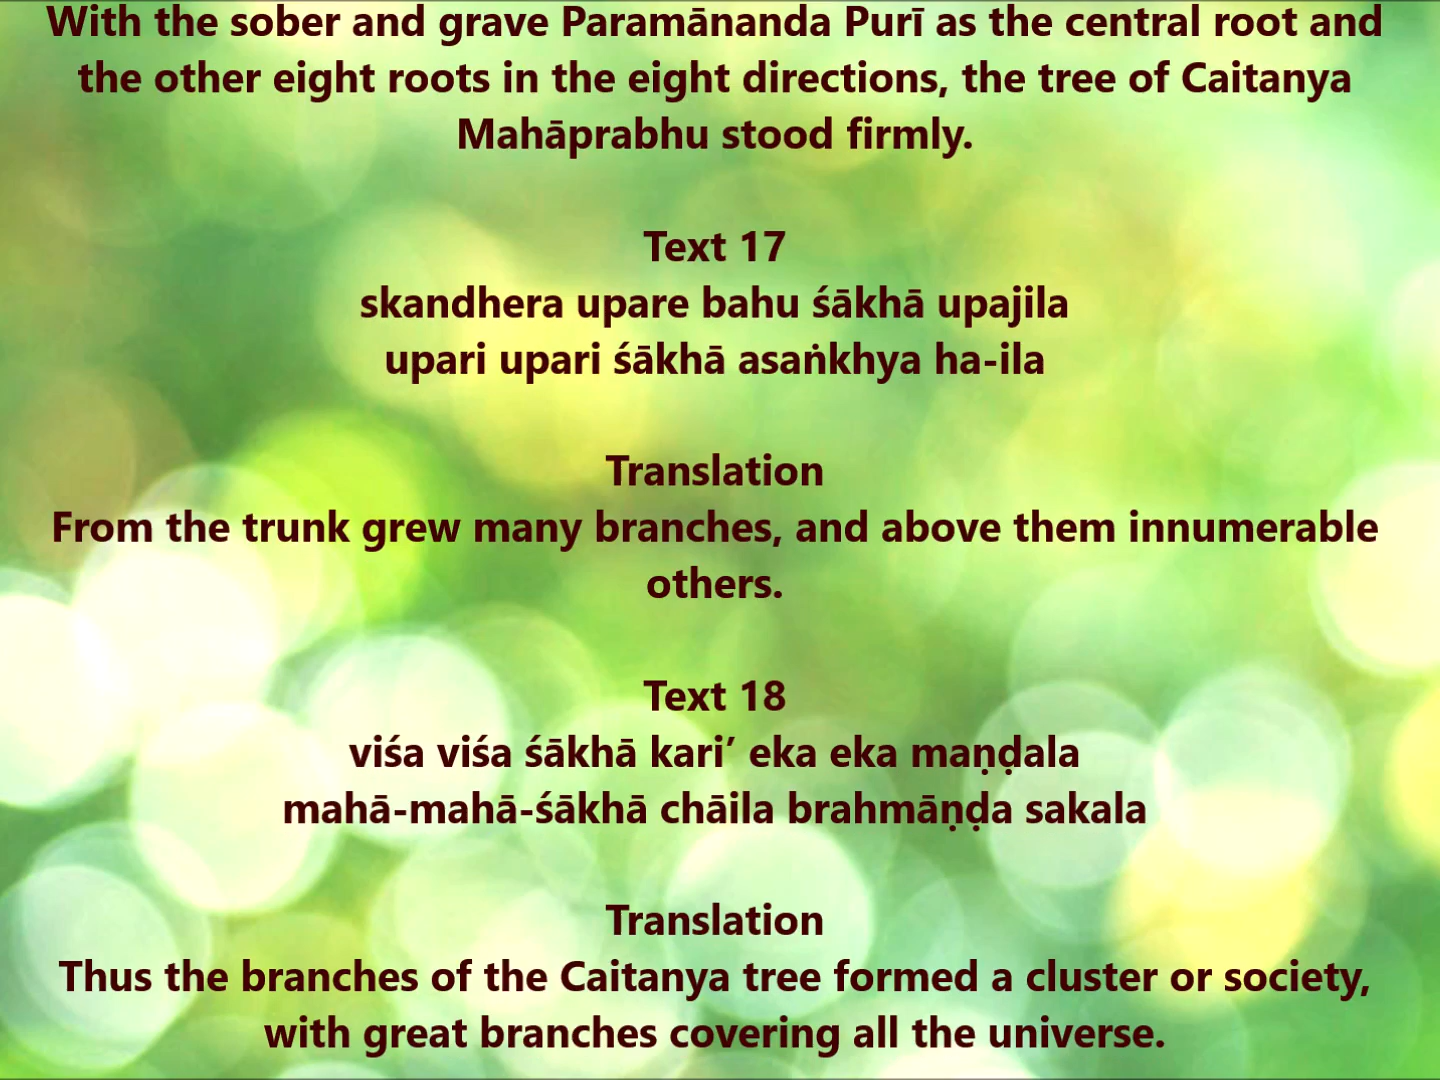 With the sober and grave Paramānanda Purī as the central root and
the other eight roots in the eight directions, the tree of Caitanya
Mahāprabhu stood firmly.
Text 17
skandhera upare bahu śākhā upajila
upari upari śākhā asaṅkhya ha-ila
Translation
From the trunk grew many branches, and above them innumerable
others.
Text 18
viśa viśa śākhā kari’ eka eka maṇḍala
mahā-mahā-śākhā chāila brahmāṇḍa sakala
Translation
Thus the branches of the Caitanya tree formed a cluster or society,
with great branches covering all the universe.